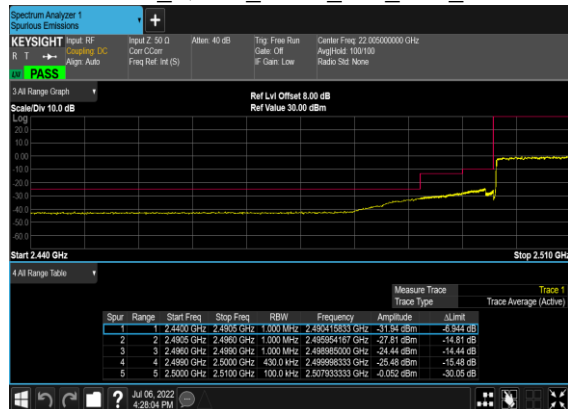 Spectrum Analyzer 1
Spurious Emissions
+
KEYSIGHT Input: RF Input Z: 50 Ω Atten: 40 dB Trig: Free Run Center Freq: 22.005000000 GHz
R T Coupling: DC Corr CCorr Gate: Off Avg|Hold: 100/100
Align: Auto Freq Ref: Int (S) IF Gain: Low Radio Std: None
PASS
3 All Range Graph
Ref Lvl Offset 8.00 dB
Scale/Div 10.0 dB Ref Value 30.00 dBm
Log
20.0
10.0
0.00
-10.0
-20.0
-30.0
-40.0
-50.0
-60.0
Start 2.440 GHz Stop 2.510 GHz
4 All Range Table
Measure Trace Trace 1
Trace Type Trace Average (Active)
Spur Range Start Freq Stop Freq RBW Frequency Amplitude ΔLimit
1 1 2.4400 GHz 2.4905 GHz 1.000 MHz 2.490415833 GHz -31.94 dBm -6.944 dB
2 2 2.4905 GHz 2.4960 GHz 1.000 MHz 2.495954167 GHz -27.81 dBm -14.81 dB
3 3 2.4960 GHz 2.4990 GHz 1.000 MHz 2.498985000 GHz -24.44 dBm -14.44 dB
4 4 2.4990 GHz 2.5000 GHz 430.0 kHz 2.499998333 GHz -25.48 dBm -15.48 dB
5 5 2.5000 GHz 2.5100 GHz 100.0 kHz 2.507933333 GHz -0.052 dBm -30.05 dB
? Jul 06, 2022
4:28:04 PM